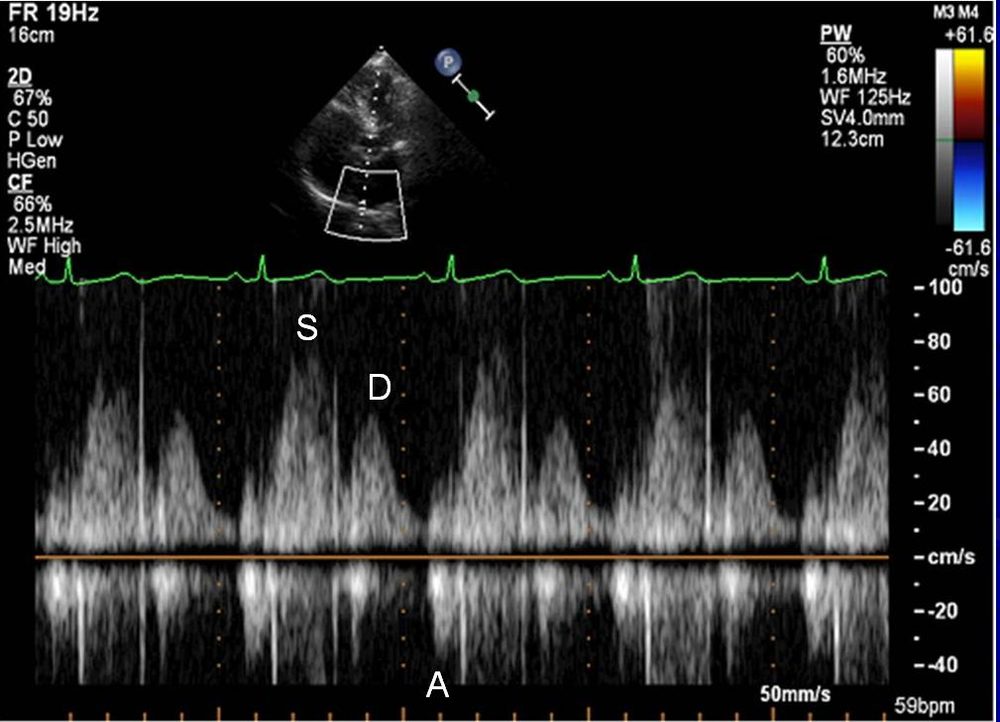 FR 19Hz
16cm
2D
67%
C 50
P Low
HGen
CF
66%
2.5MHz
WF High
Med
P
PW
60%
1.6MHz
WF 125Hz
SV4.0mm
12.3cm
M3 M4
+61.6
-61.6
cm/s
100
80
60
40
20
cm/s
-20
-40
S
D
A
50mm/s
59bpm